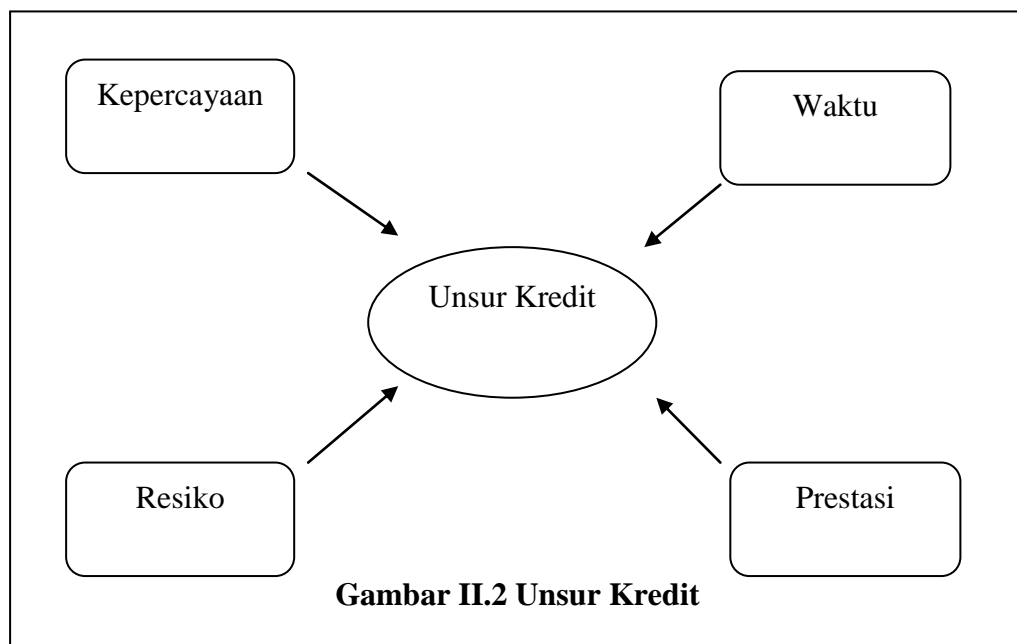 Kepercayaan
Waktu
Unsur Kredit
Resiko
Prestasi
Gambar II.2 Unsur Kredit